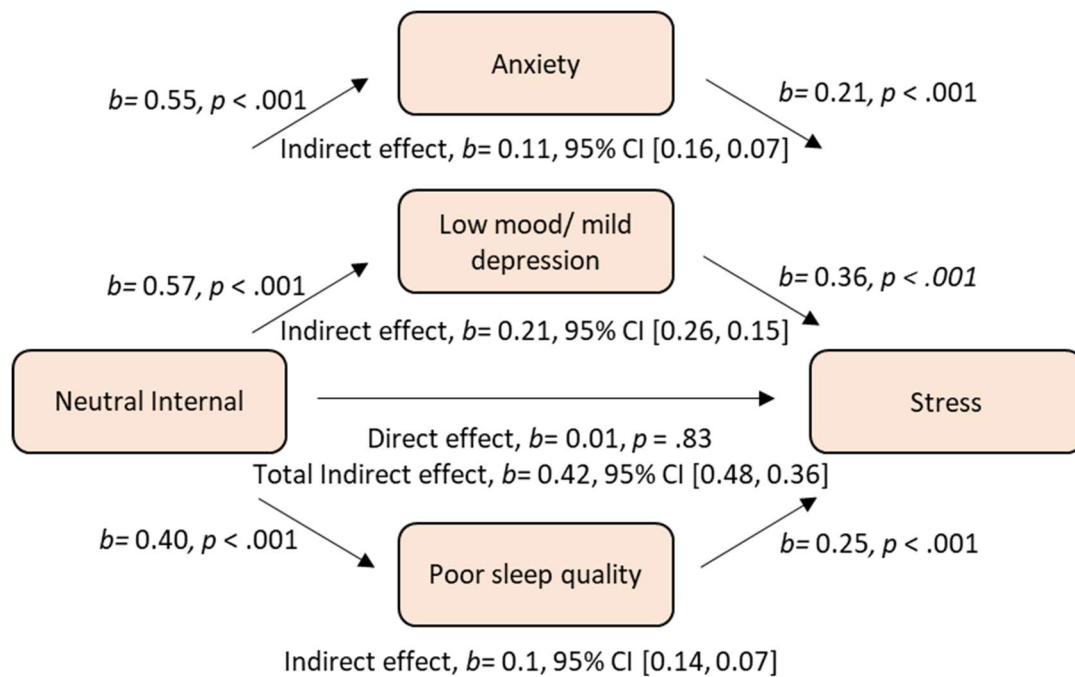 Anxiety
b= 0.55, p < .001
b= 0.21, p < .001
Indirect effect, b= 0.11, 95% CI [0.16, 0.07]
Low mood/ mild
depression
b= 0.57, p < .001
b= 0.36, p < .001
Indirect effect, b= 0.21, 95% CI [0.26, 0.15]
Neutral Internal
Stress
Direct effect, b= 0.01, p = .83
Total Indirect effect, b= 0.42, 95% CI [0.48, 0.36]
b= 0.40, p < .001
b= 0.25, p < .001
Poor sleep quality
Indirect effect, b= 0.1, 95% CI [0.14, 0.07]